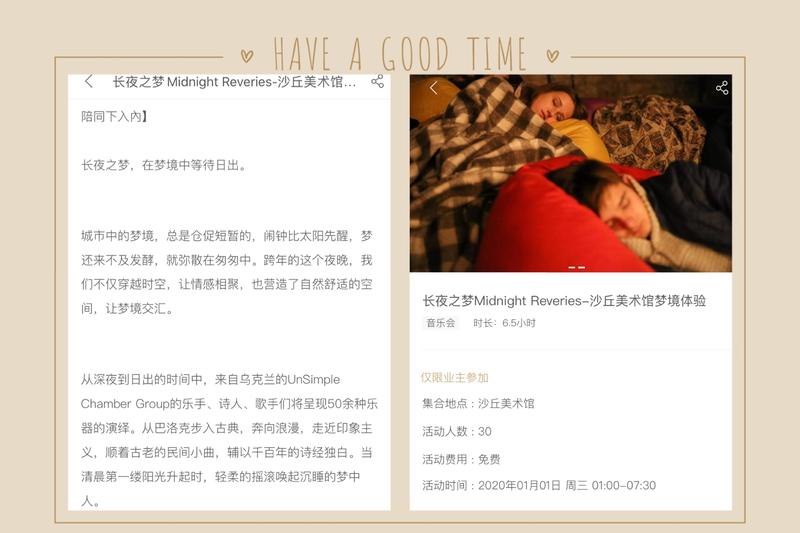 HAVE A GOOD TIME
长夜之梦Midnight Reveries-沙丘美术馆...
陪同下入内】
长夜之梦，在梦境中等待日出。
城市中的梦境，总是仓促短暂的，闹钟比太阳先醒，梦
还来不及发酵，就弥散在匆匆中。跨年的这个夜晚，我
们不仅穿越时空，让情感相聚，也营造了自然舒适的空
间，让梦境交汇。
从深夜到日出的时间中，来自乌克兰的UnSimple
Chamber Group的乐手、诗人、歌手们将呈现50余种乐
器的演绎。从巴洛克步入古典，奔向浪漫，走近印象主
义，顺着古老的民间小曲，辅以千百年的诗经独白。当
清晨第一缕阳光升起时，轻柔的摇滚唤起沉睡的梦中
人。
长夜之梦Midnight Reveries-沙丘美术馆梦境体验
音乐会 时长：6.5小时
仅限业主参加
集合地点：沙丘美术馆
活动人数：30
活动费用：免费
活动时间：2020年01月01日 周三 01:00-07:30